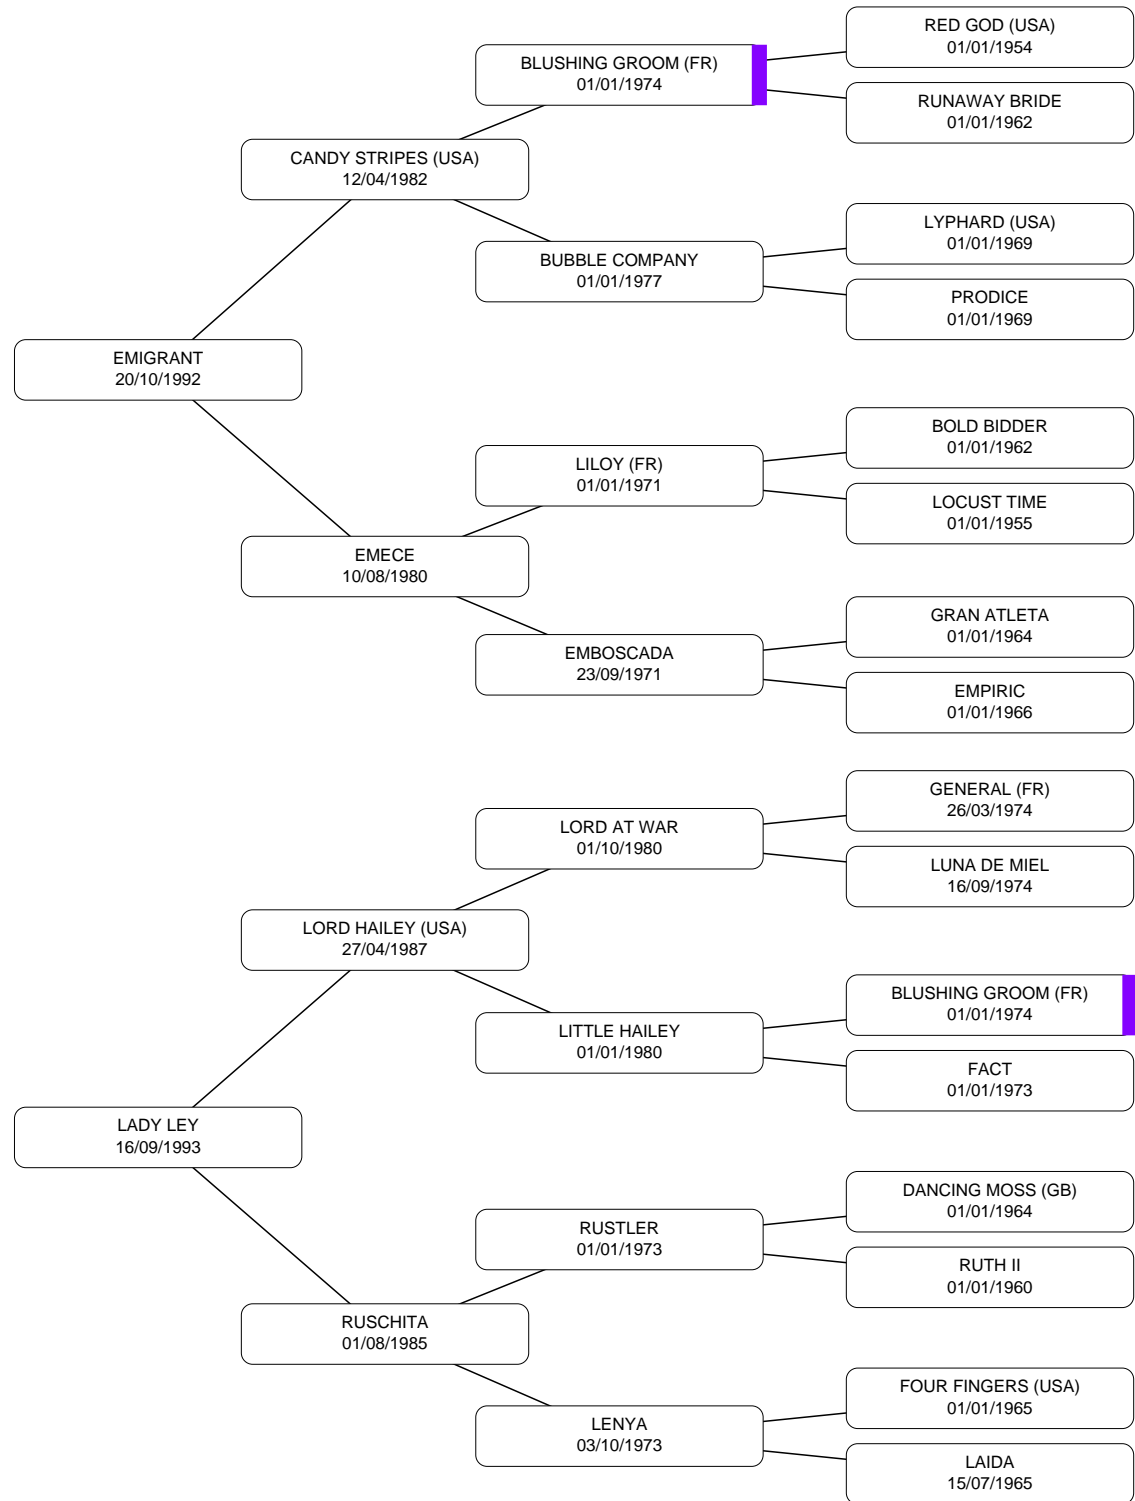 RED GOD (USA)
01/01/1954
BLUSHING GROOM (FR)
01/01/1974
RUNAWAY BRIDE
01/01/1962
CANDY STRIPES (USA)
12/04/1982
LYPHARD (USA)
01/01/1969
BUBBLE COMPANY
01/01/1977
PRODICE
01/01/1969
EMIGRANT
20/10/1992
BOLD BIDDER
01/01/1962
LILOY (FR)
01/01/1971
LOCUST TIME
01/01/1955
EMECE
10/08/1980
GRAN ATLETA
01/01/1964
EMBOSCADA
23/09/1971
EMPIRIC
01/01/1966
GENERAL (FR)
26/03/1974
LORD AT WAR
01/10/1980
LUNA DE MIEL
16/09/1974
LORD HAILEY (USA)
27/04/1987
BLUSHING GROOM (FR)
01/01/1974
LITTLE HAILEY
01/01/1980
FACT
01/01/1973
LADY LEY
16/09/1993
DANCING MOSS (GB)
01/01/1964
RUSTLER
01/01/1973
RUTH II
01/01/1960
RUSCHITA
01/08/1985
FOUR FINGERS (USA)
01/01/1965
LENYA
03/10/1973
LAIDA
15/07/1965